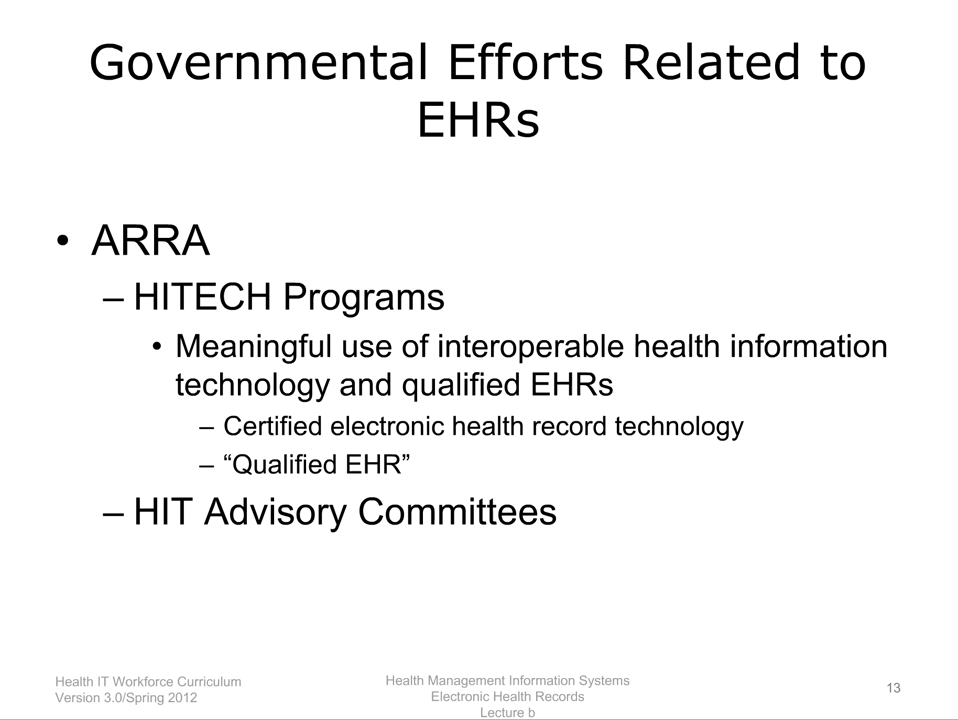 Governmental Efforts Related to
EHRs
• ARRA
– HITECH Programs
• Meaningful use of interoperable health information
technology and qualified EHRs
– Certified electronic health record technology
– “Qualified EHR”
– HIT Advisory Committees
Health IT Workforce Curriculum
Version 3.0/Spring 2012
Health Management Information Systems
Electronic Health Records
Lecture b
13